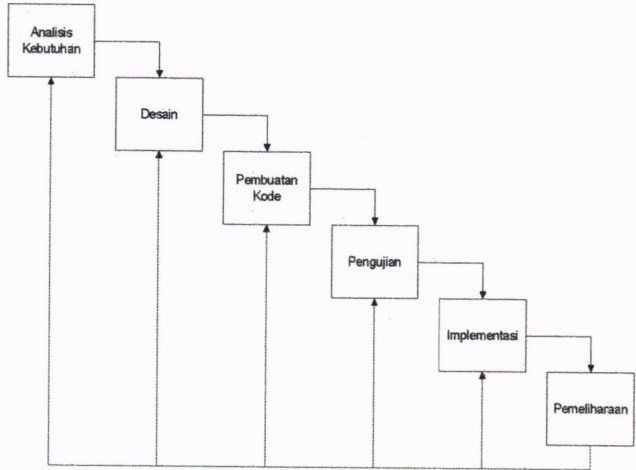 Analisis
Kebutuhan
Desain
Pembuatan
Kode
Pengujian
Implementasi
Pemeliharaan